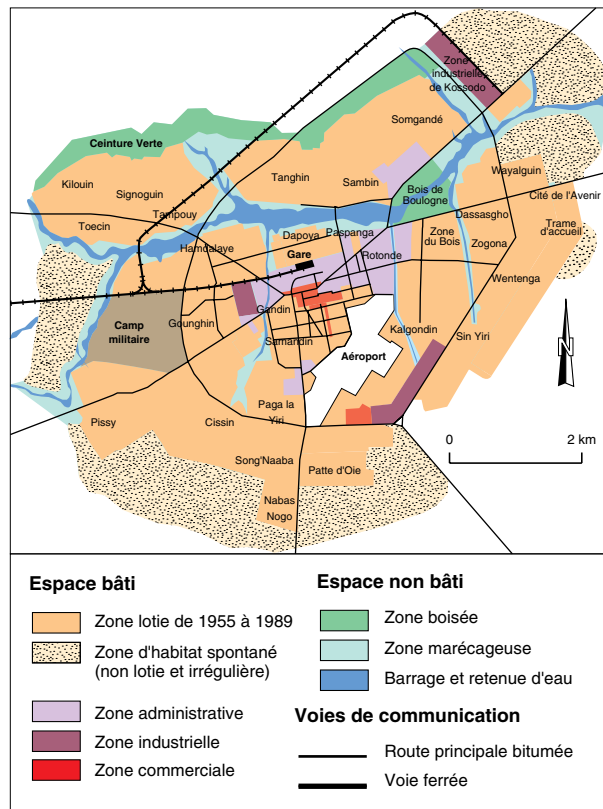 Zone
industrielle
de Kossodo
Somgandé
Ceinture Verte
Kilouin
Signoguin
Tanghin
Sambin
Bois de
Boulogne
Wayalguin
Cité de l'Avenir
Toecin
Tampouy
Dassasgho
Trame
d'accueil
Hamdalaye
Dapoya
Paspanga
Zone
du Bois
Zogona
Gare
Rotonde
Wentenga
Camp
militaire
Gounghin
Gandin
Samandin
Kalgondin
Sin Yiri
Aéroport
N
Pissy
Cissin
Paga la
Yiri
0 2 km
Song'Naaba
Patte d'Oie
Nabas
Nogo
Espace bâti
Zone lotie de 1955 à 1989
Zone d'habitat spontané
(non lotie et irrégulière)
Zone administrative
Zone industrielle
Zone commerciale
Espace non bâti
Zone boisée
Zone marécageuse
Barrage et retenue d'eau
Voies de communication
Route principale bitumée
Voie ferrée